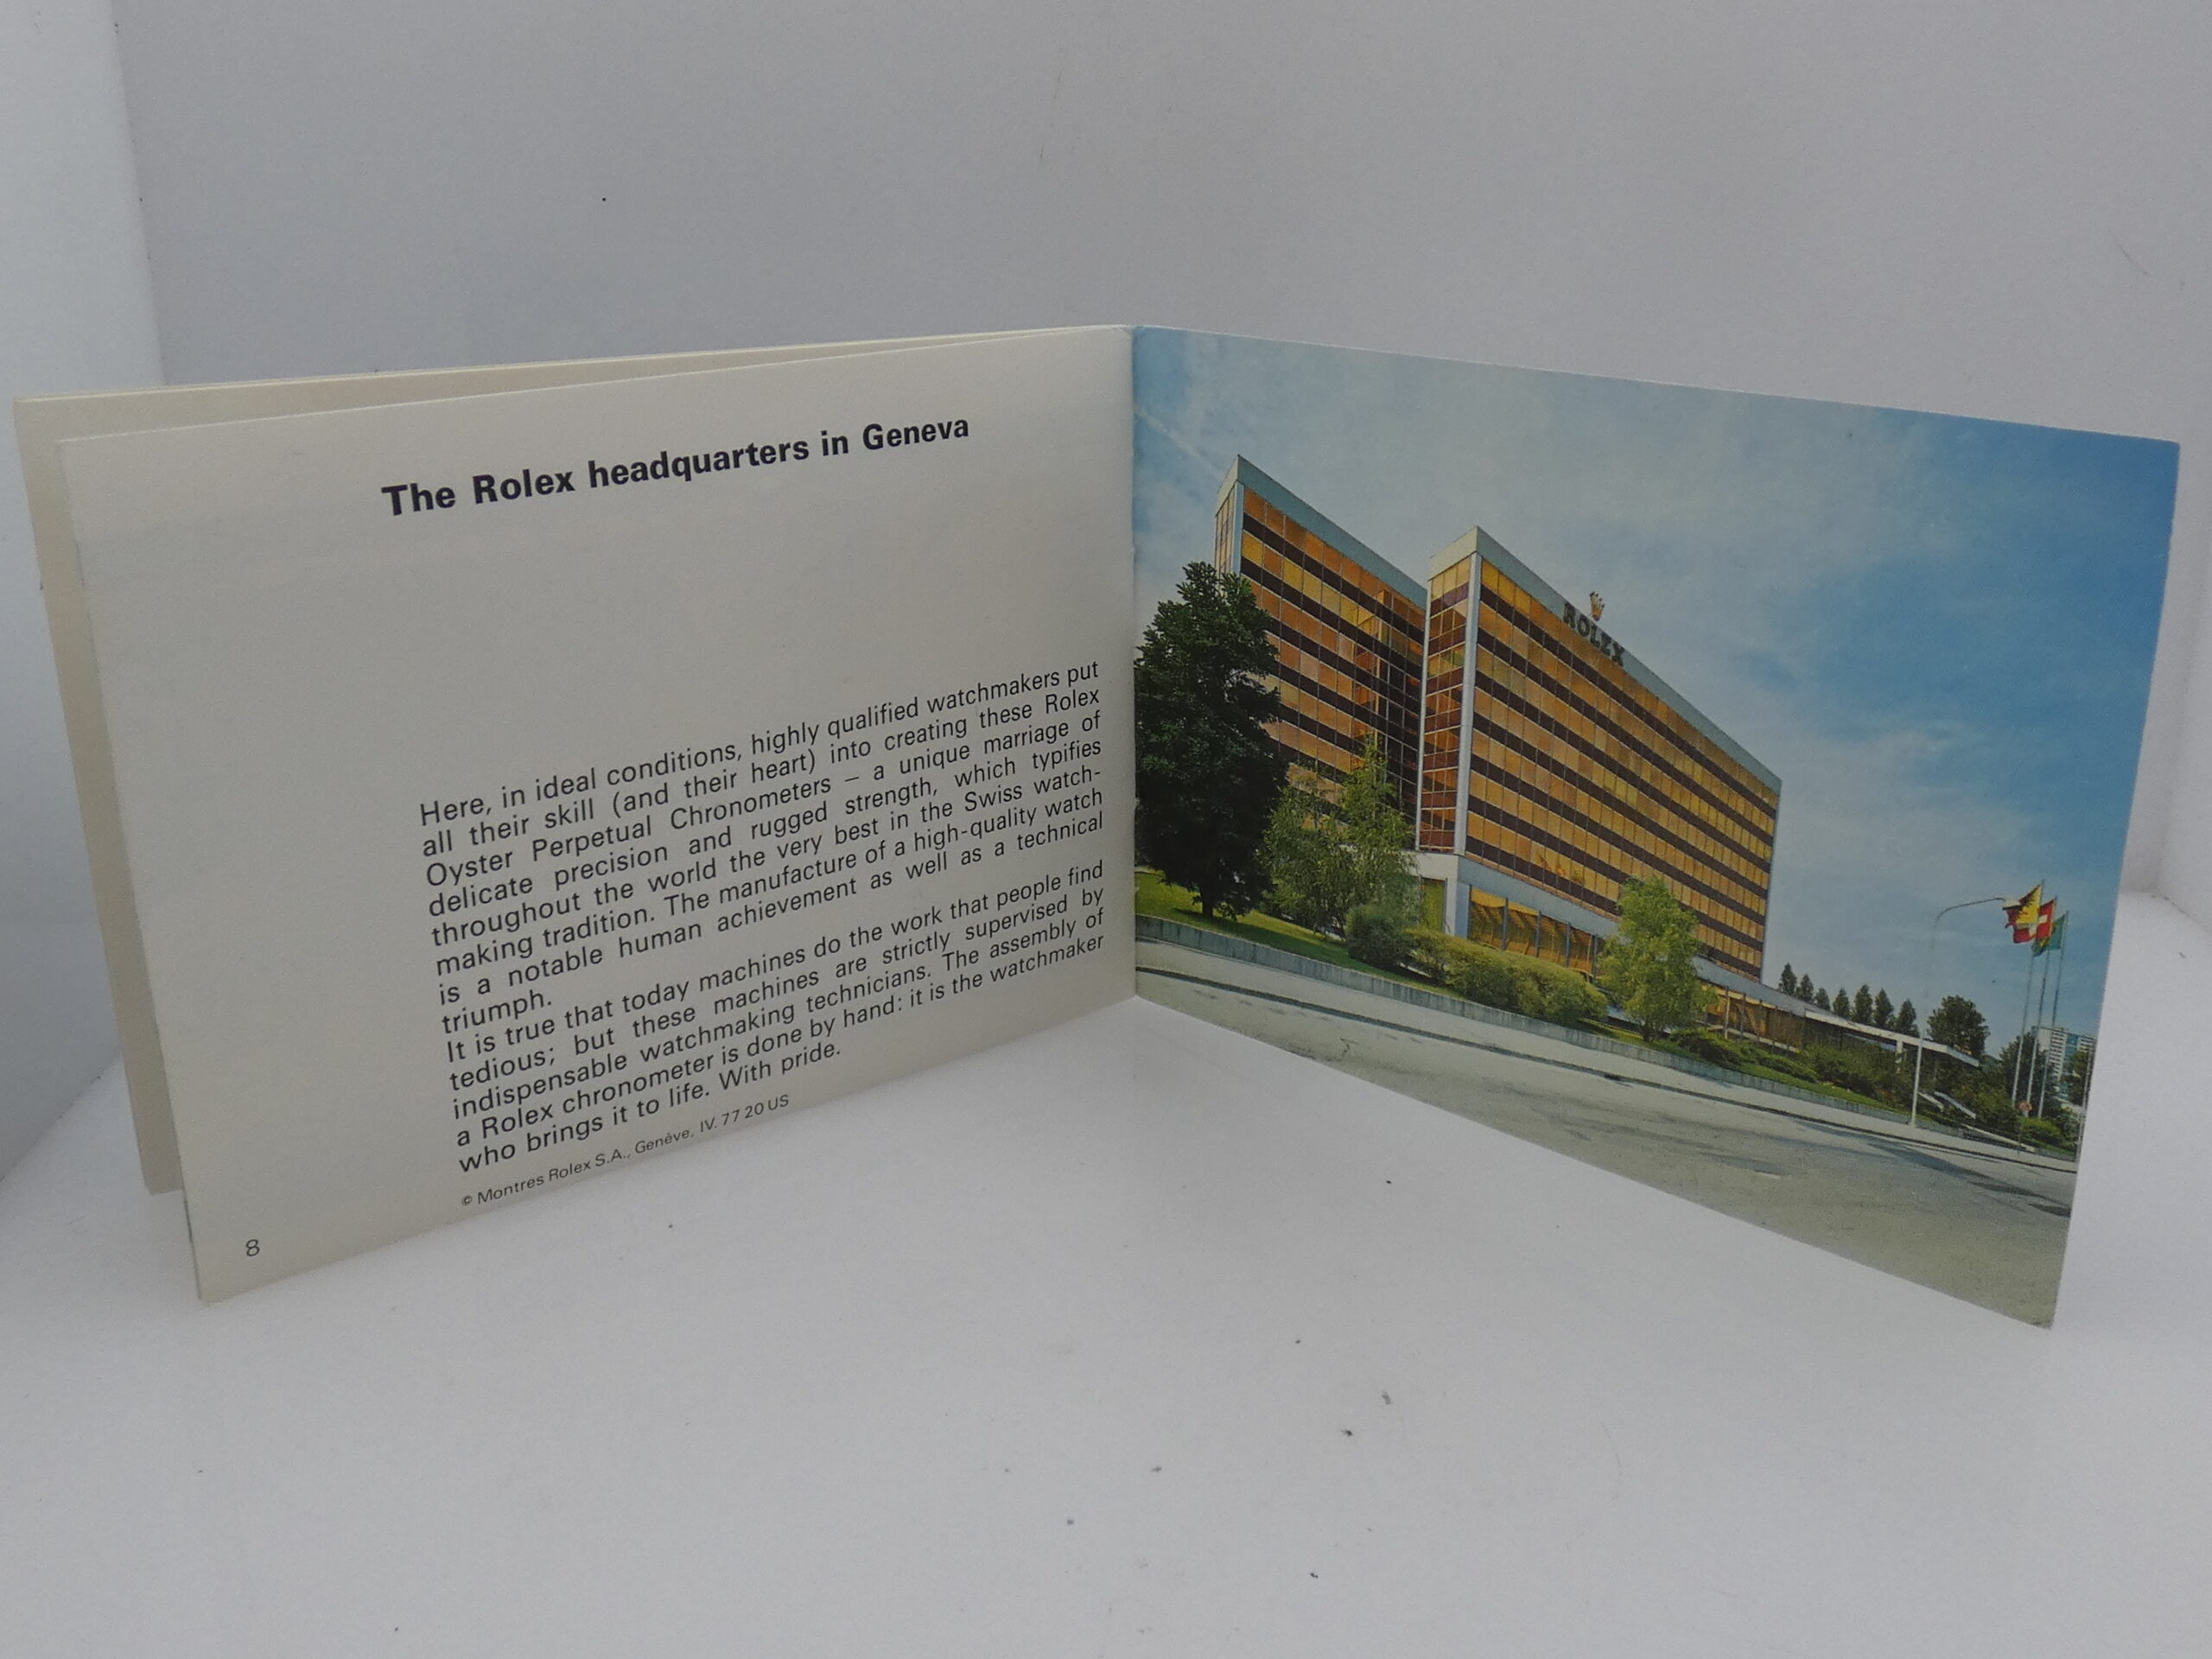 The Rolex headquarters in Geneva
Here, in ideal conditions, highly qualified watchmakers put
all their skill (and their heart) into creating these Rolex
Oyster Perpetual Chronometers – a unique marriage of
delicate precision and rugged strength, which typifies
throughout the world the very best in the Swiss watch-
making tradition. The manufacture of a high-quality watch
is a notable human achievement as well as a technical
triumph.
It is true that today machines do the work that people find
tedious; but these machines are strictly supervised by
indispensable watchmaking technicians. The assembly of
a Rolex chronometer is done by hand: it is the watchmaker
who brings it to life. With pride.
© Montres Rolex S.A., Genève, IV. 77 20 US
8
ROLEX